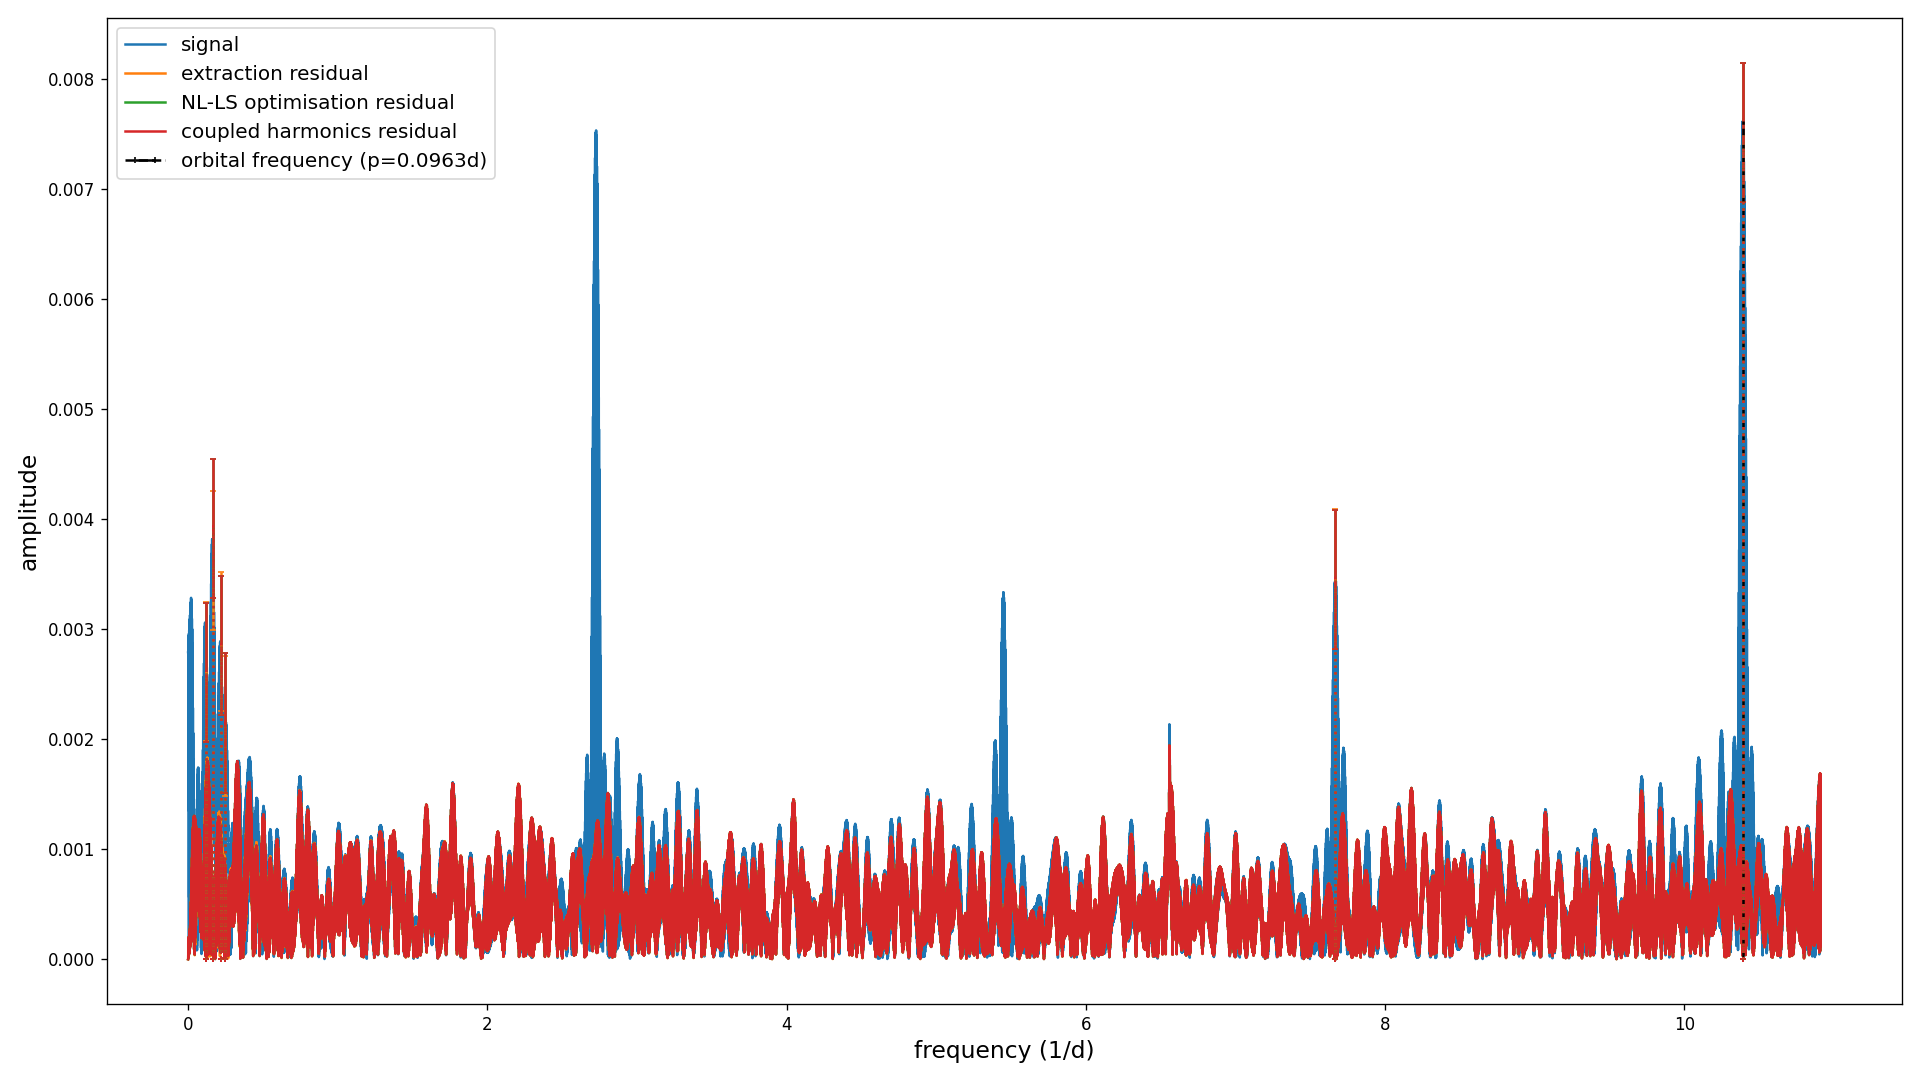 signal
extraction residual
NL-LS optimisation residual
coupled harmonics residual
orbital frequency (p=0.0963d)
amplitude
0.008
0.007
0.006
0.005
0.004
0.003
0.002
0.001
0.000
0 2 4 6 8 10
frequency (1/d)